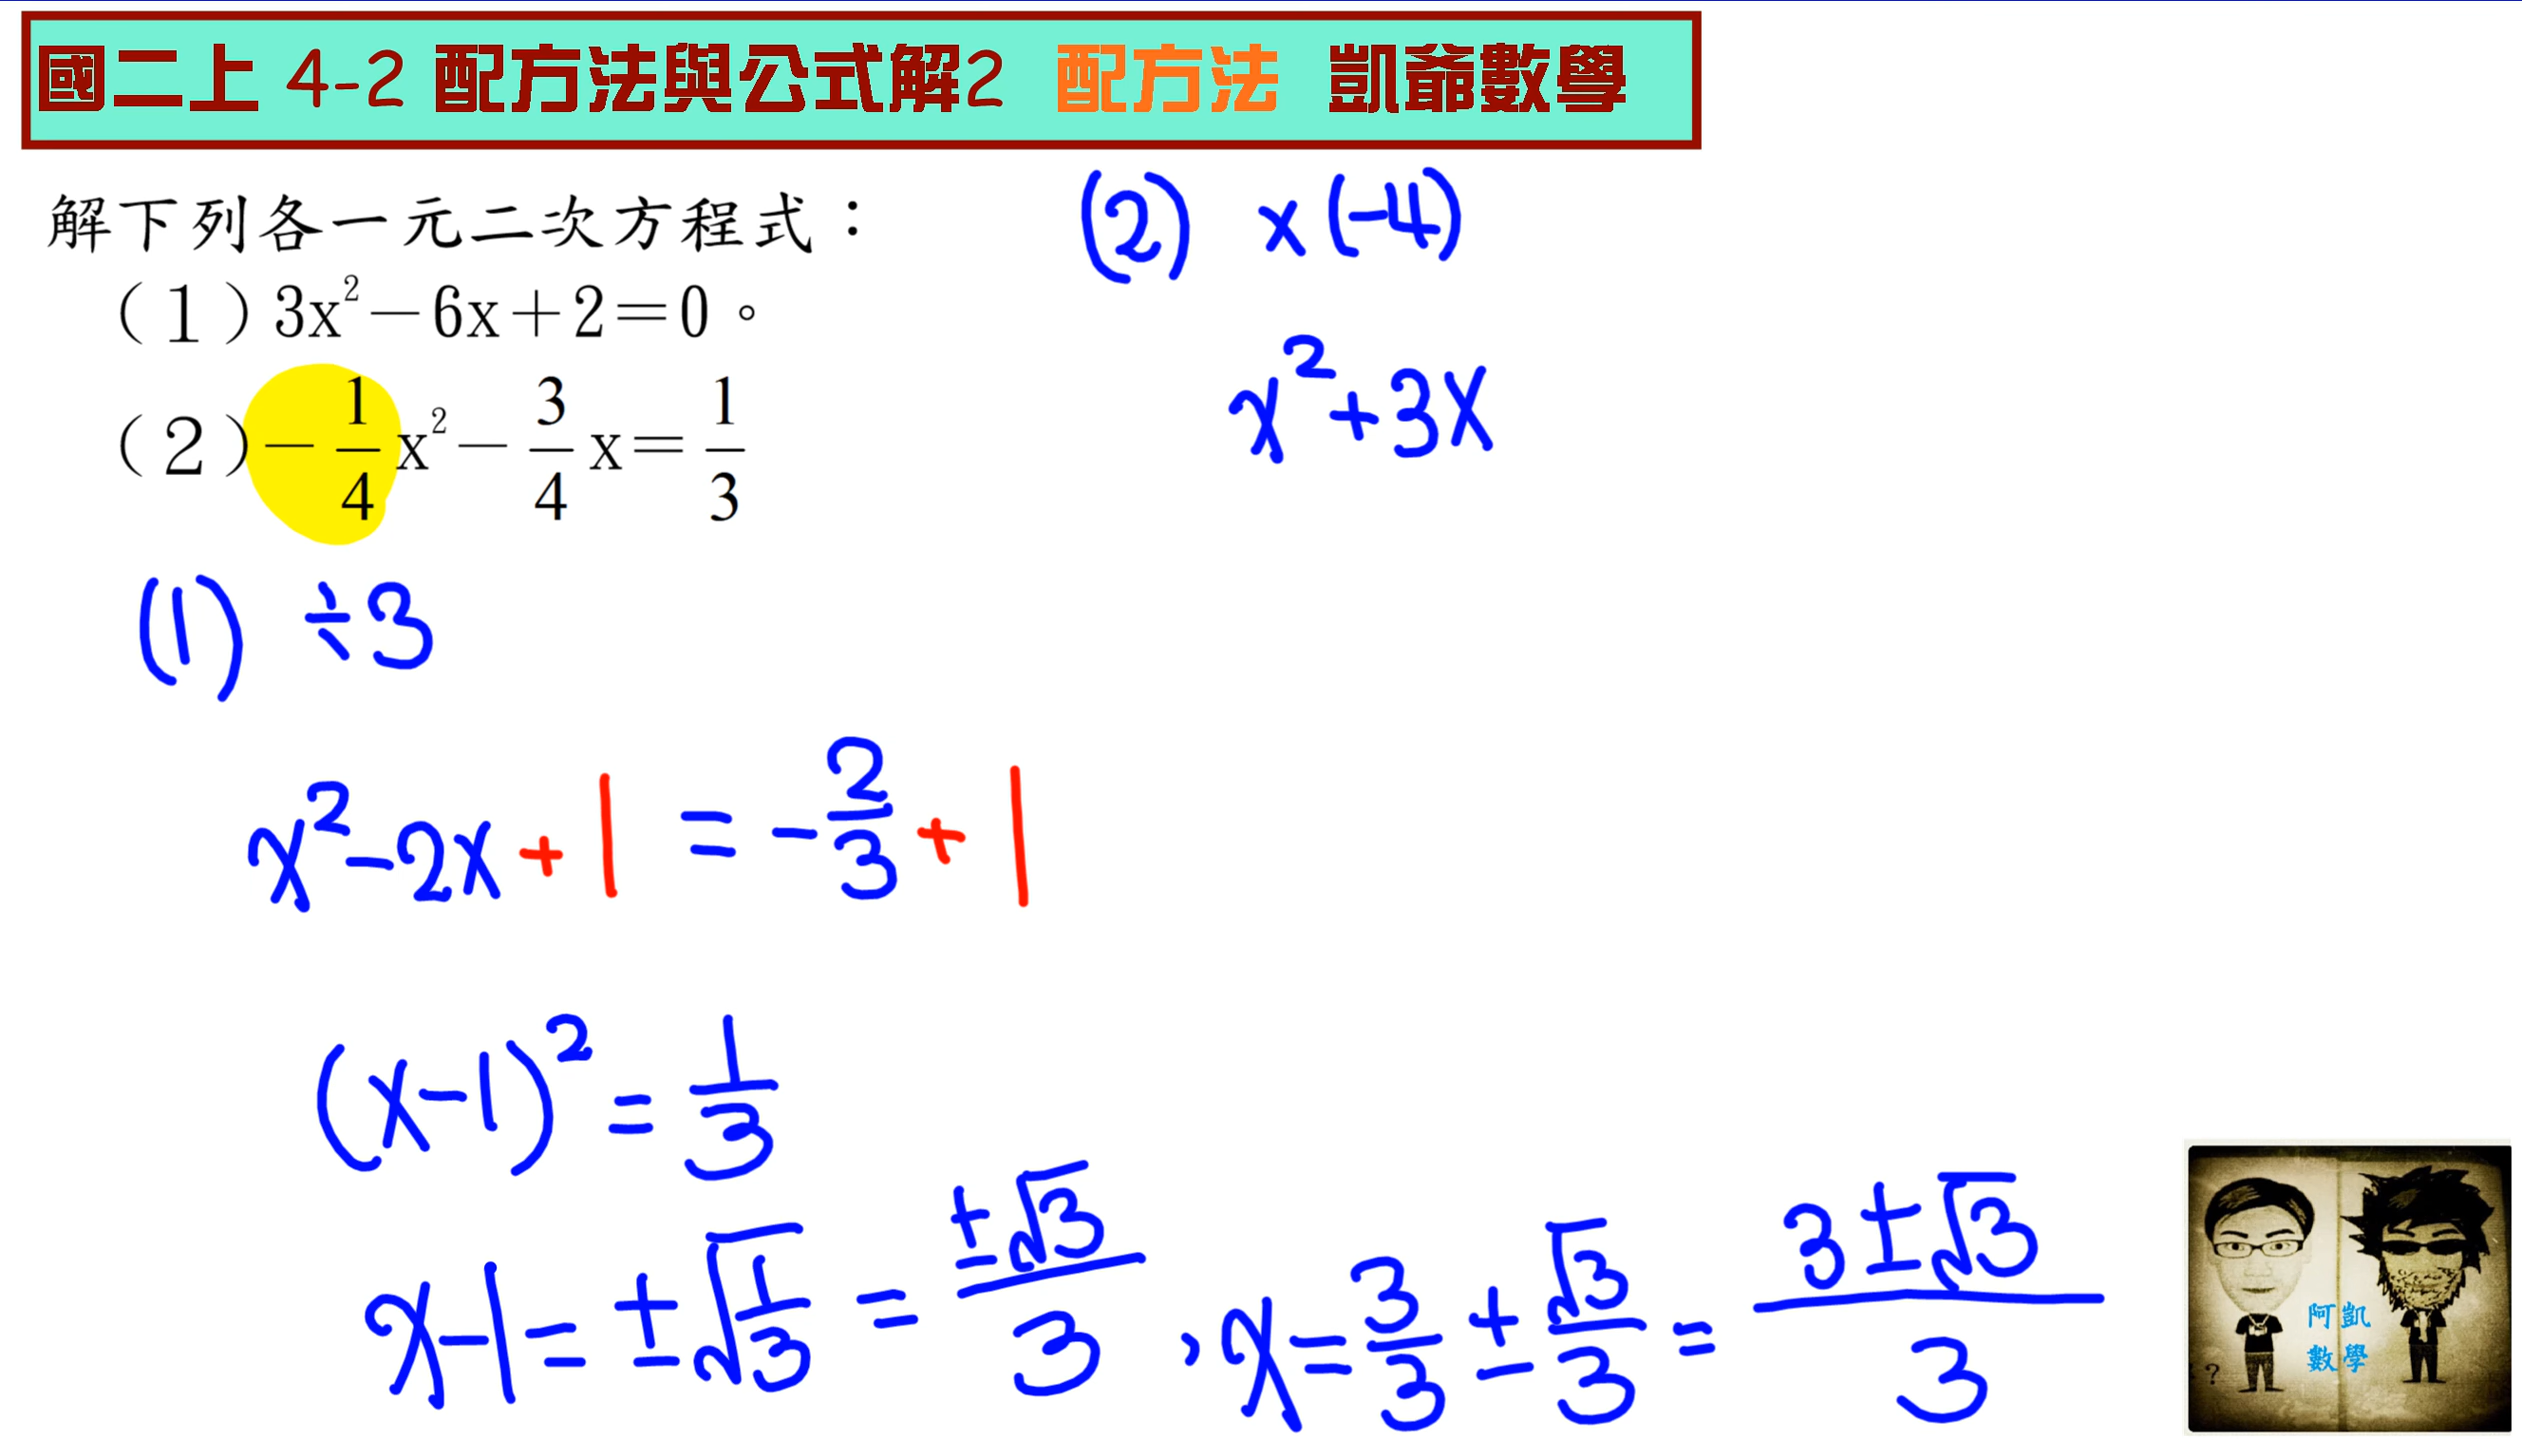 國二上 4-2 配方法與公式解2 配方法 凱爺數學
解下列各一元二次方程式：
（1）3x²－6x＋2＝0。
（2）－1/4 x²－3/4 x＝1/3
(1) ÷3
x²-2x+1 = -2/3+1
(x-1)² = 1/3
x-1 = ±√(1/3) = ±√3/3 , x = 3/3 ± √3/3 = (3±√3)/3
(2) x(-4)
x²+3x
阿凱
數學
?